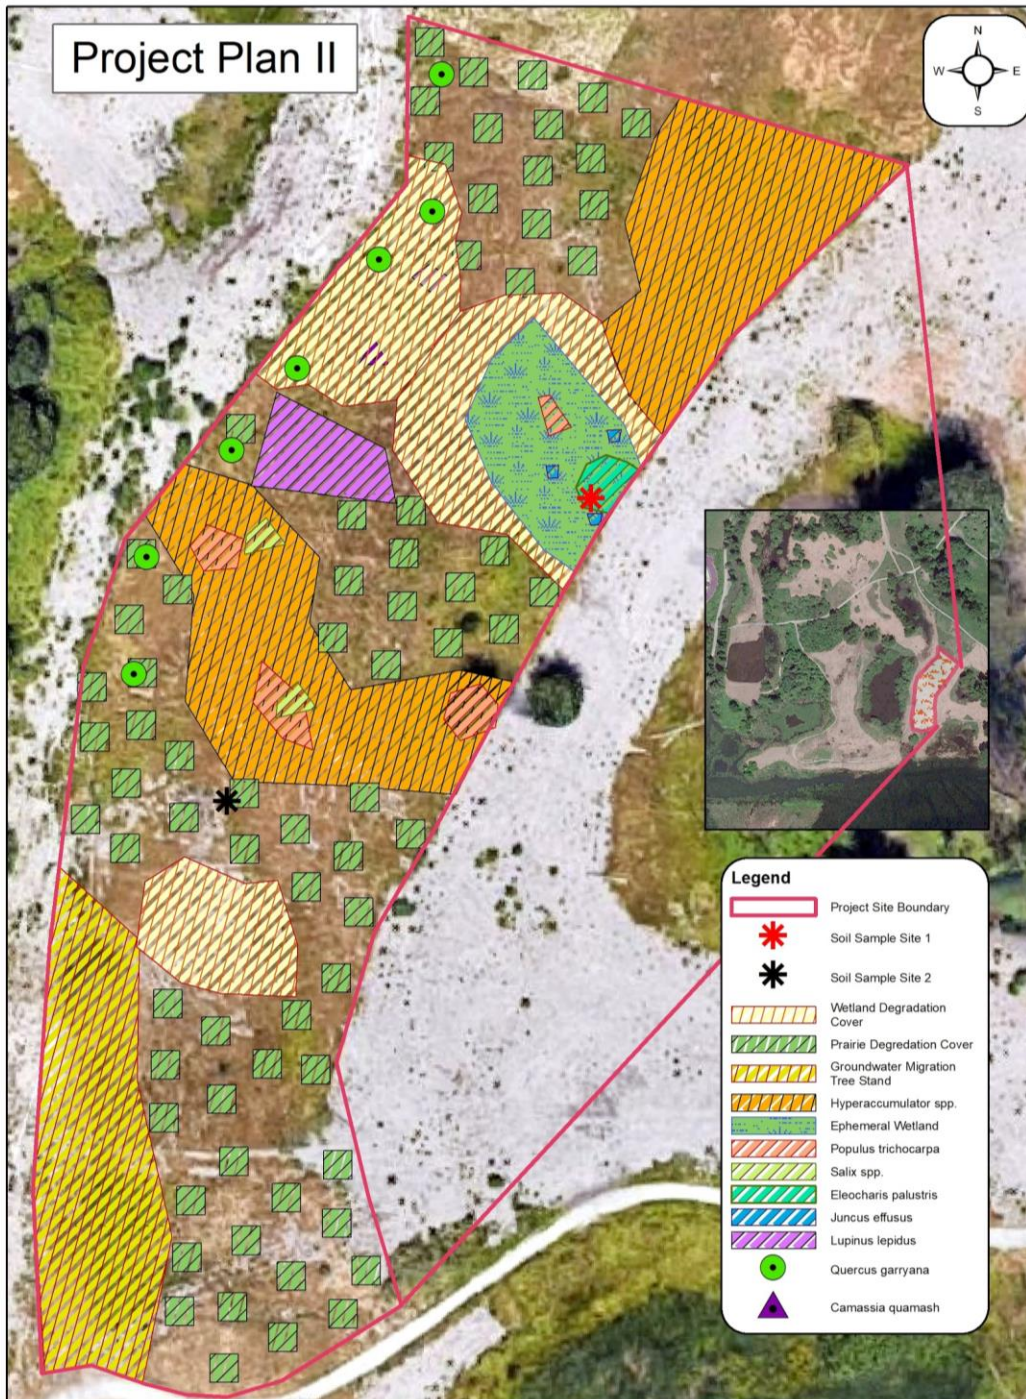 Project Plan II
N
W E
S
Legend
Project Site Boundary
Soil Sample Site 1
Soil Sample Site 2
Wetland Degradation
Cover
Prairie Degredation Cover
Groundwater Migration
Tree Stand
Hyperaccumulator spp.
Ephemeral Wetland
Populus trichocarpa
Salix spp.
Eleocharis palustris
Juncus effusus
Lupinus lepidus
Quercus garryana
Camassia quamash